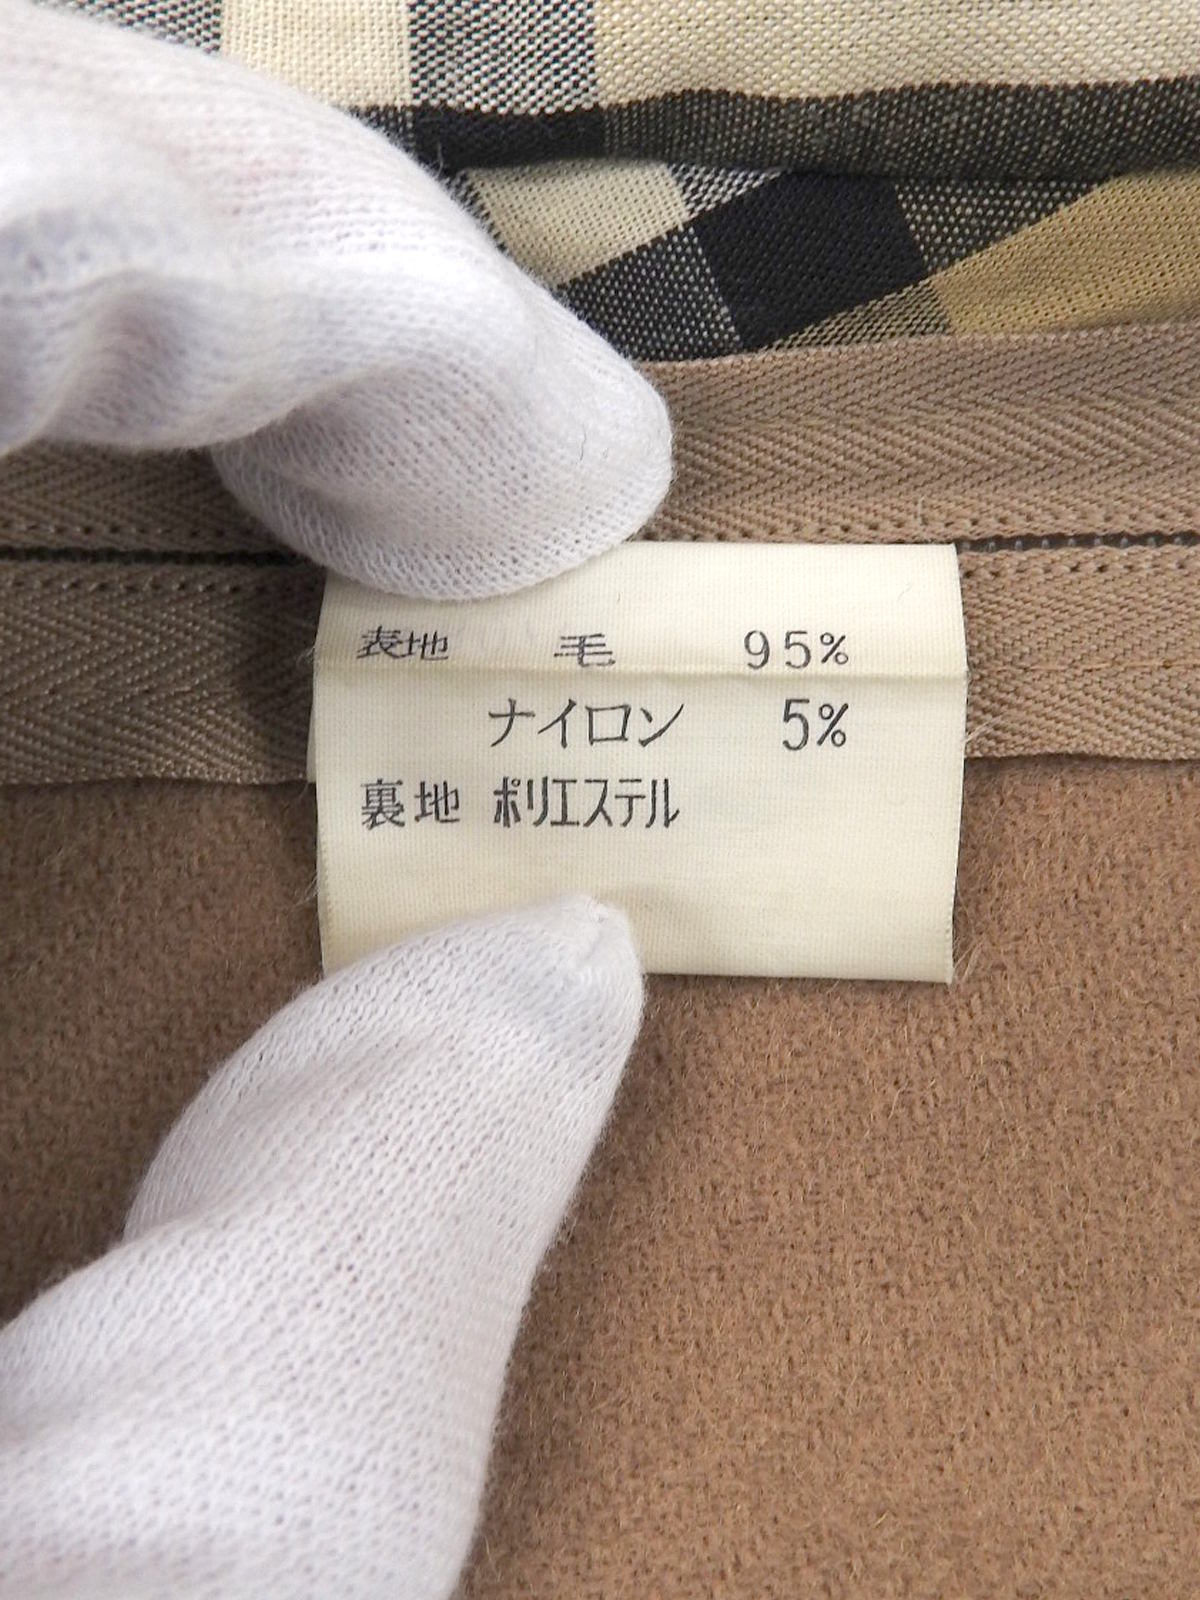 表地 毛 95%
ナイロン 5%
裏地 ポリエステル